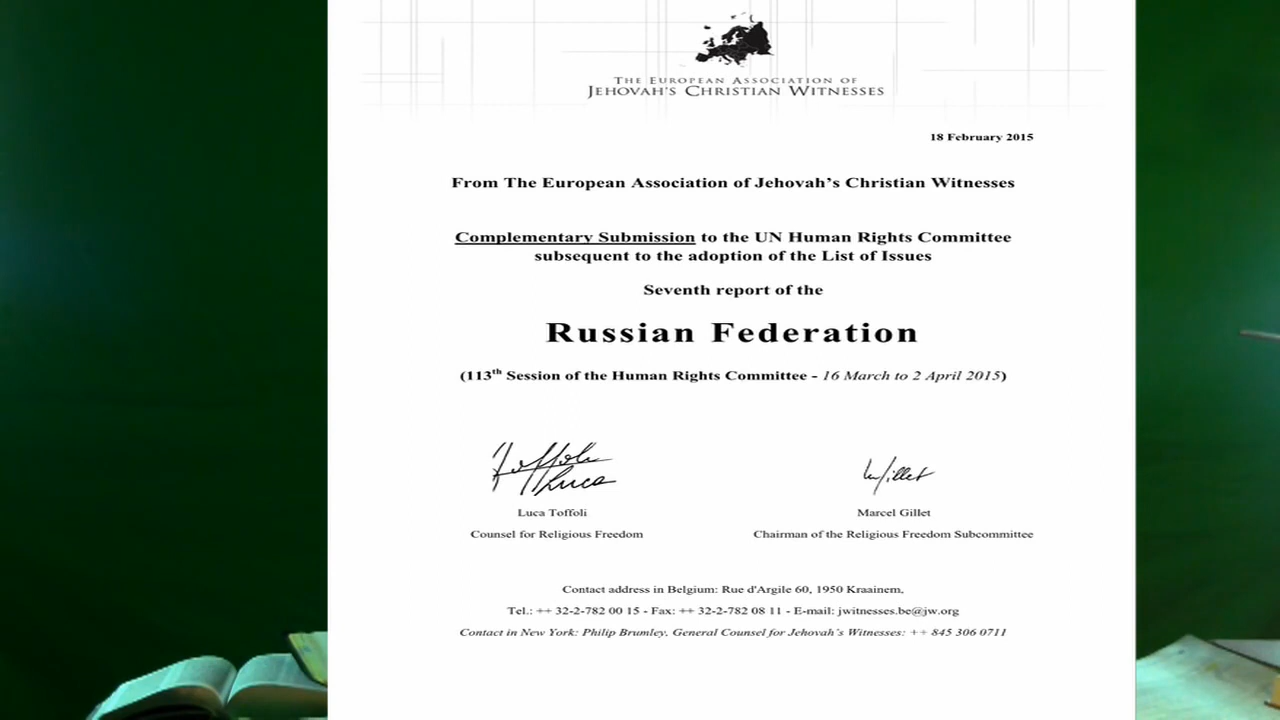 THE EUROPEAN ASSOCIATION OF
JEHOVAH'S CHRISTIAN WITNESSES
18 February 2015
From The European Association of Jehovah's Christian Witnesses
Complementary Submission to the UN Human Rights Committee
subsequent to the adoption of the List of Issues
Seventh report of the
Russian Federation
(113th Session of the Human Rights Committee - 16 March to 2 April 2015)
Toffoli
Luca
Gillet
Luca Toffoli
Marcel Gillet
Counsel for Religious Freedom
Chairman of the Religious Freedom Subcommittee
Contact address in Belgium: Rue d'Argile 60, 1950 Kraainem,
Tel.: ++ 32-2-782 00 15 - Fax: ++ 32-2-782 08 11 - E-mail: jwitnesses.be@jw.org
Contact in New York: Philip Brumley, General Counsel for Jehovah's Witnesses: ++ 845 306 0711